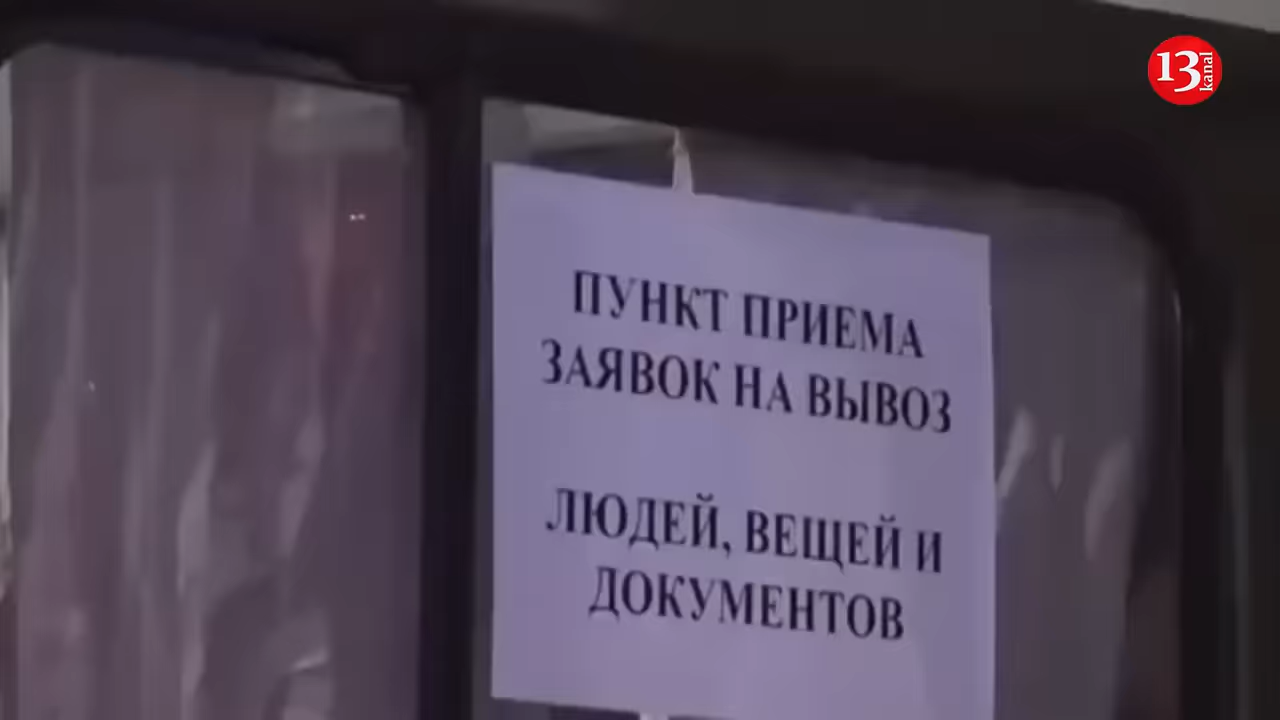 13 kanal
ПУНКТ ПРИЕМА
ЗАЯВОК НА ВЫВОЗ
ЛЮДЕЙ, ВЕЩЕЙ И
ДОКУМЕНТОВ